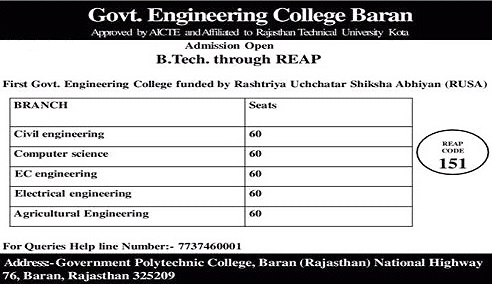 Govt. Engineering College Baran
Approved by AICTE and Affiliated to Rajasthan Technical University Kota
Admission Open
B.Tech. through REAP
First Govt. Engineering College funded by Rashtriya Uchchatar Shiksha Abhiyan (RUSA)
BRANCH Seats
Civil engineering 60
Computer science 60
EC engineering 60
Electrical engineering 60
Agricultural Engineering 60
REAP
CODE
151
For Queries Help line Number:- 7737460001
Address:- Government Polytechnic College, Baran (Rajasthan) National Highway
76, Baran, Rajasthan 325209